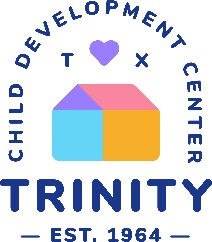 CHILD DEVELOPMENT CENTER
T X
TRINITY
EST. 1964